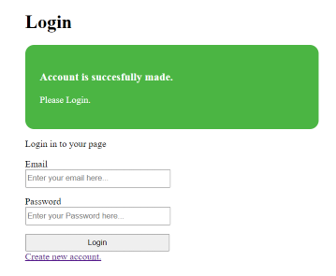 Login
Account is succesfully made.
Please Login.
Login in to your page
Email
Enter your email here...
Password
Enter your Password here...
Login
Create new account.